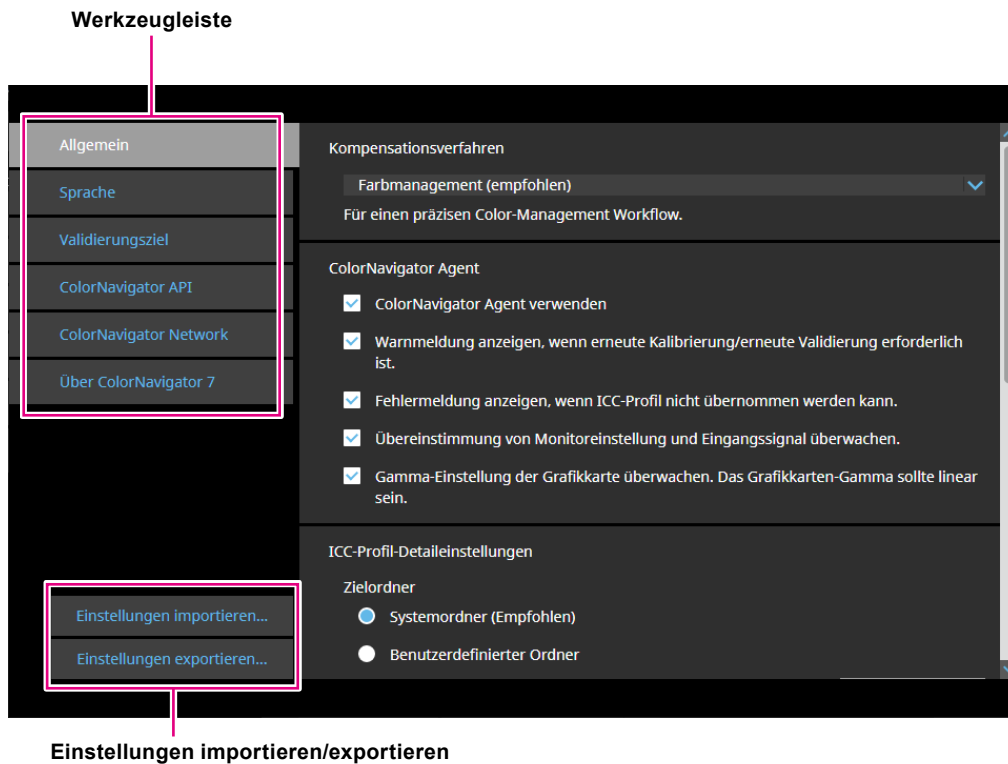 Werkzeugleiste
Allgemein
Sprache
Validierungsziel
ColorNavigator API
ColorNavigator Network
Über ColorNavigator 7
Einstellungen importieren...
Einstellungen exportieren...
Kompensationsverfahren
Farbmanagement (empfohlen)
Für einen präzisen Color-Management Workflow.
ColorNavigator Agent
ColorNavigator Agent verwenden
Warnmeldung anzeigen, wenn erneute Kalibrierung/erneute Validierung erforderlich
ist.
Fehlermeldung anzeigen, wenn ICC-Profil nicht übernommen werden kann.
Übereinstimmung von Monitoreinstellung und Eingangssignal überwachen.
Gamma-Einstellung der Grafikkarte überwachen. Das Grafikkarten-Gamma sollte linear
sein.
ICC-Profil-Detaileinstellungen
Zielordner
Systemordner (Empfohlen)
Benutzerdefinierter Ordner
Einstellungen importieren/exportieren